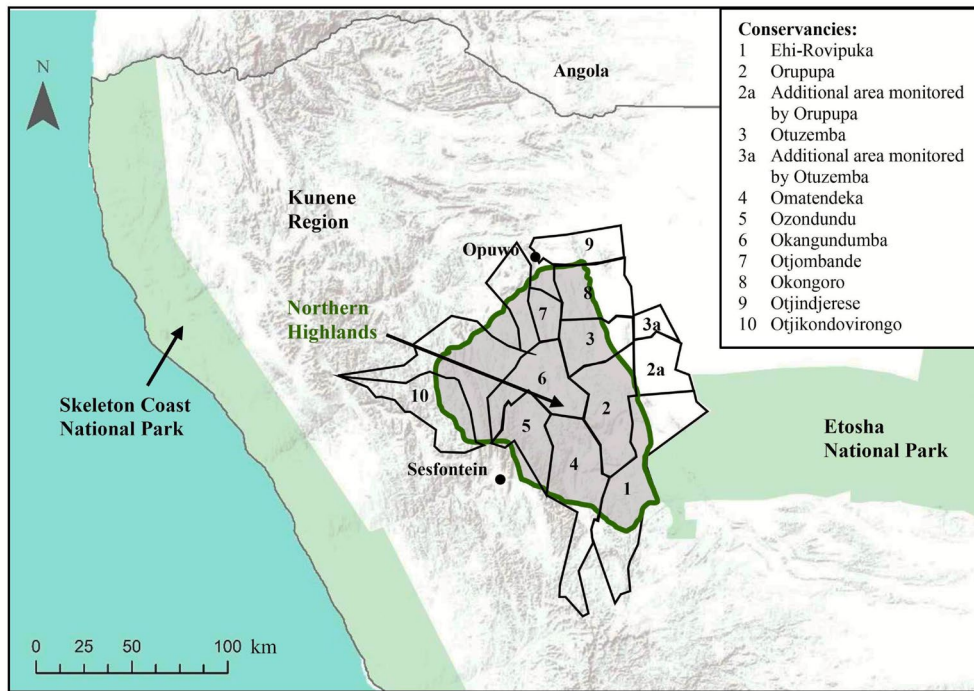 N
Angola
Kunene
Region
Opuwo
Northern
Highlands
Skeleton Coast
National Park
Sesfontein
Etosha
National Park
9
8
7
3
3a
2a
6
10
5
2
4
1
0 25 50 100 km
Conservancies:
1 Ehi-Rovipuka
2 Orupupa
2a Additional area monitored
by Orupupa
3 Otuzemba
3a Additional area monitored
by Otuzemba
4 Omatendeka
5 Ozondundu
6 Okangundumba
7 Otjombande
8 Okongoro
9 Otjindjerese
10 Otjikondovirongo